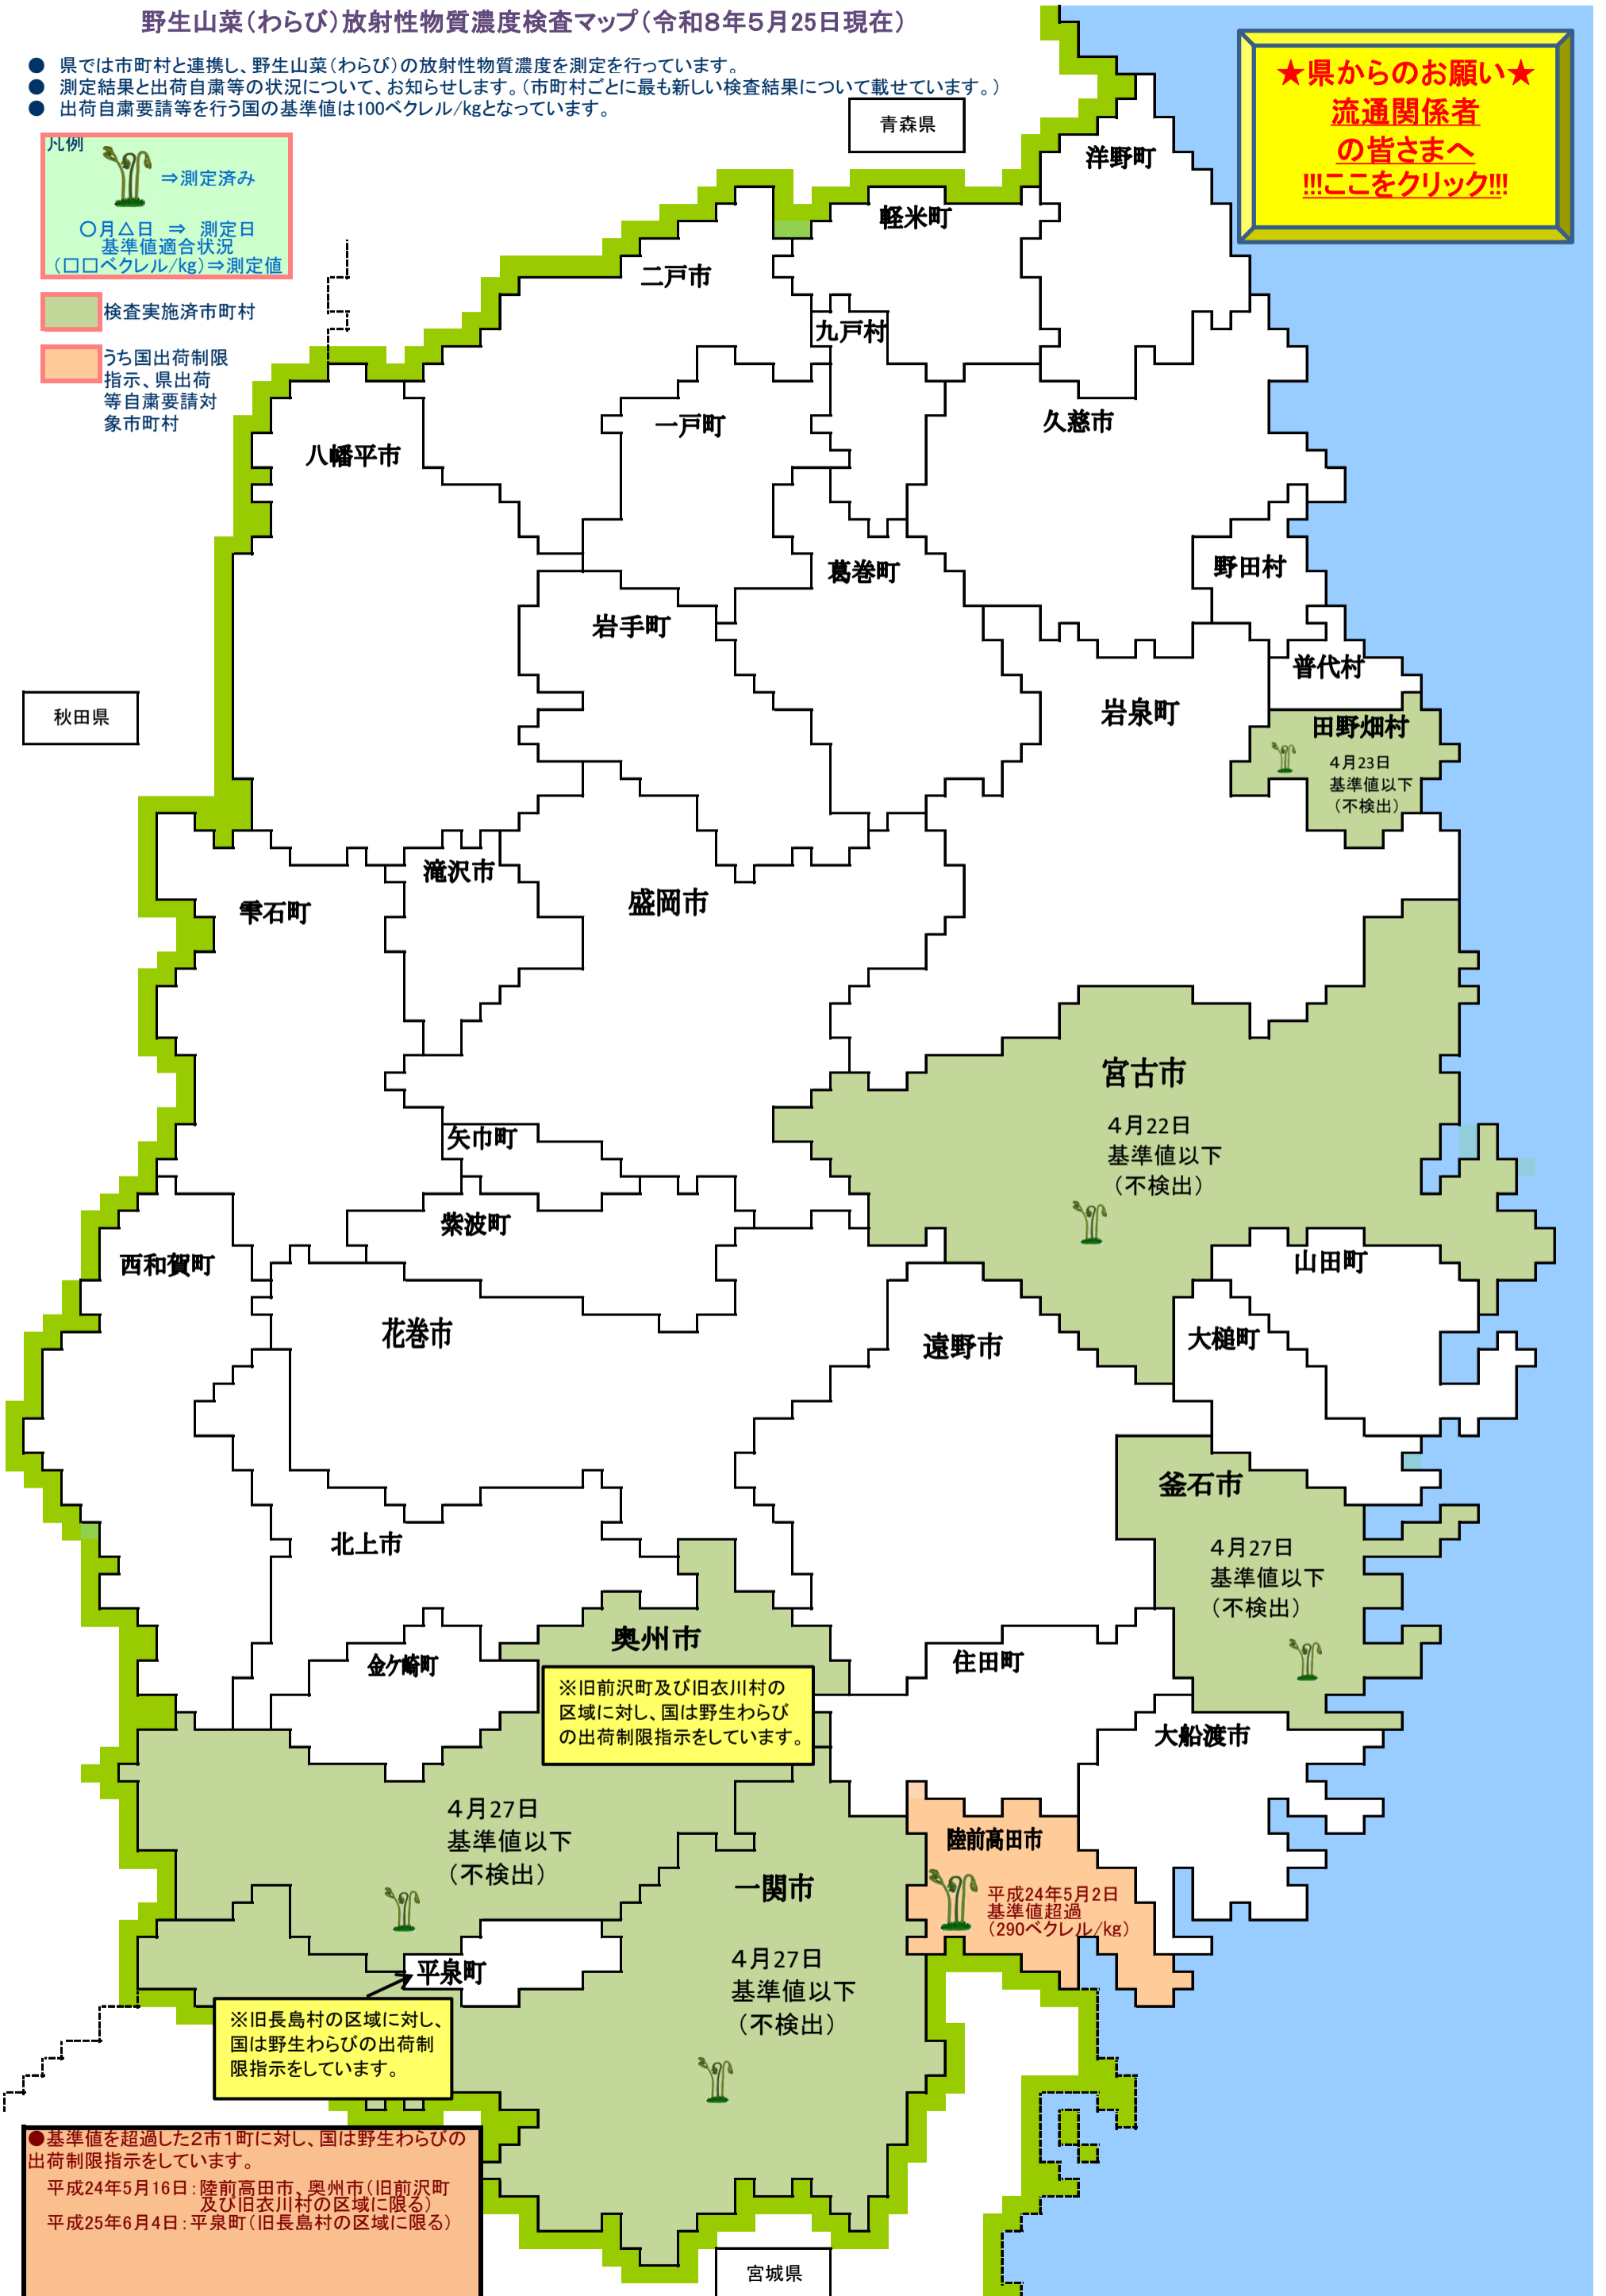 野生山菜（わらび）放射性物質濃度検査マップ（令和８年５月25日現在）
● 県では市町村と連携し、野生山菜（わらび）の放射性物質濃度を測定を行っています。
● 測定結果と出荷自粛等の状況について、お知らせします。（市町村ごとに最も新しい検査結果について載せています。）
● 出荷自粛要請等を行う国の基準値は100ベクレル/kgとなっています。
★県からのお願い★
流通関係者
の皆さまへ
!!!ここをクリック!!!
凡例
⇒測定済み
〇月△日 ⇒ 測定日
基準値適合状況
（□□ベクレル/kg）⇒測定値
検査実施済市町村
うち国出荷制限
指示、県出荷
等自粛要請対
象市町村
青森県
洋野町
軽米町
二戸市
九戸村
一戸町
久慈市
八幡平市
葛巻町
野田村
岩手町
普代村
秋田県
岩泉町
田野畑村
４月23日
基準値以下
（不検出）
滝沢市
盛岡市
雫石町
宮古市
４月22日
基準値以下
（不検出）
矢巾町
紫波町
西和賀町
山田町
花巻市
遠野市
大槌町
釜石市
４月27日
基準値以下
（不検出）
北上市
奥州市
金ケ崎町
住田町
※旧前沢町及び旧衣川村の
区域に対し、国は野生わらび
の出荷制限指示をしています。
大船渡市
４月27日
基準値以下
（不検出）
陸前高田市
平成24年５月２日
基準値超過
（290ベクレル/kg）
一関市
４月27日
基準値以下
（不検出）
平泉町
※旧長島村の区域に対し、
国は野生わらびの出荷制
限指示をしています。
●基準値を超過した２市１町に対し、国は野生わらびの
出荷制限指示をしています。
平成24年５月16日：陸前高田市、奥州市（旧前沢町
及び旧衣川村の区域に限る）
平成25年６月４日：平泉町（旧長島村の区域に限る）
宮城県